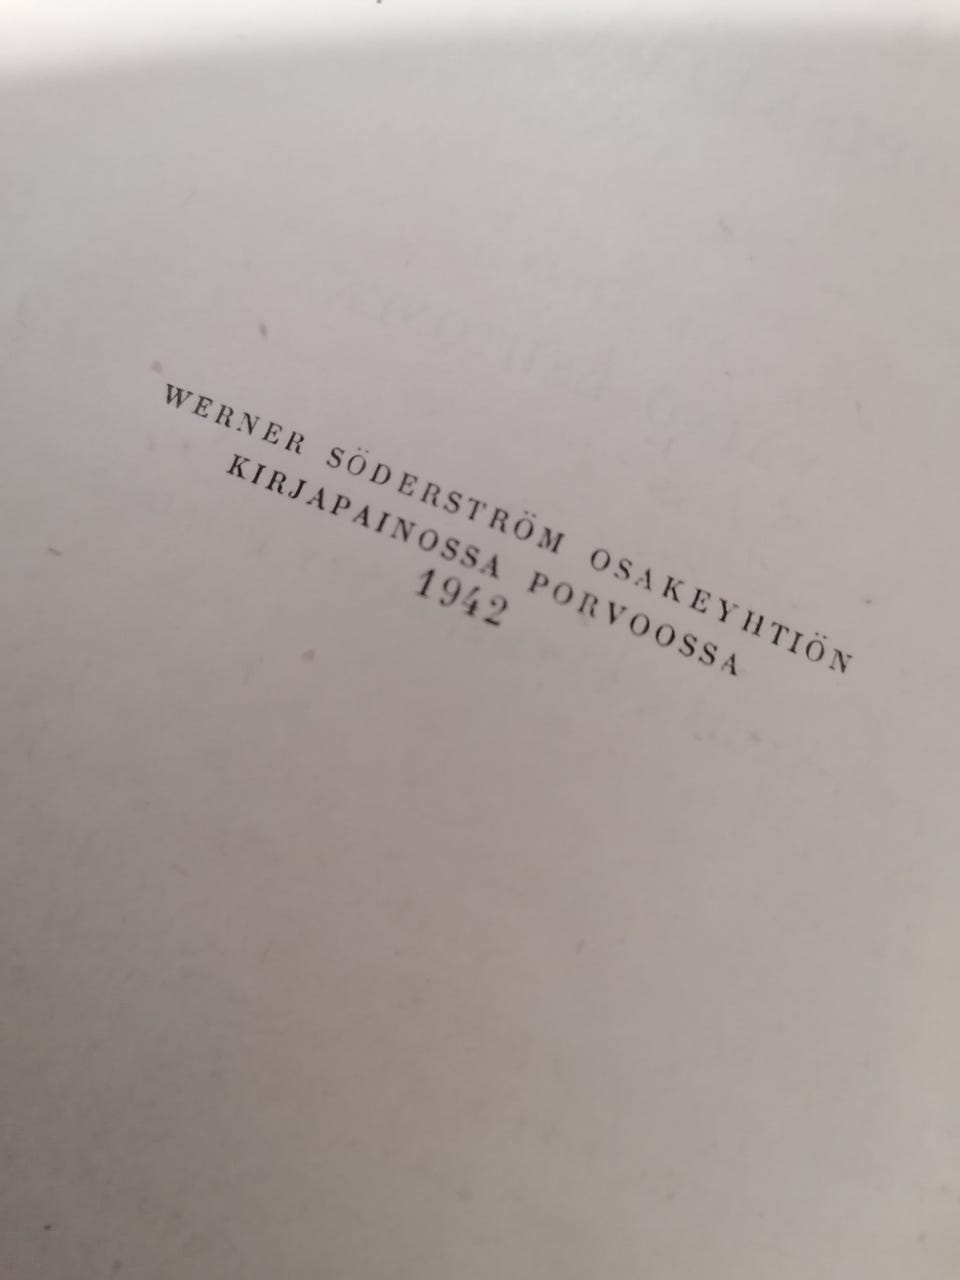 WERNER SÖDERSTRÖM OSAKEYHTIÖN
KIRJAPAINOSSA PORVOOSSA
1942